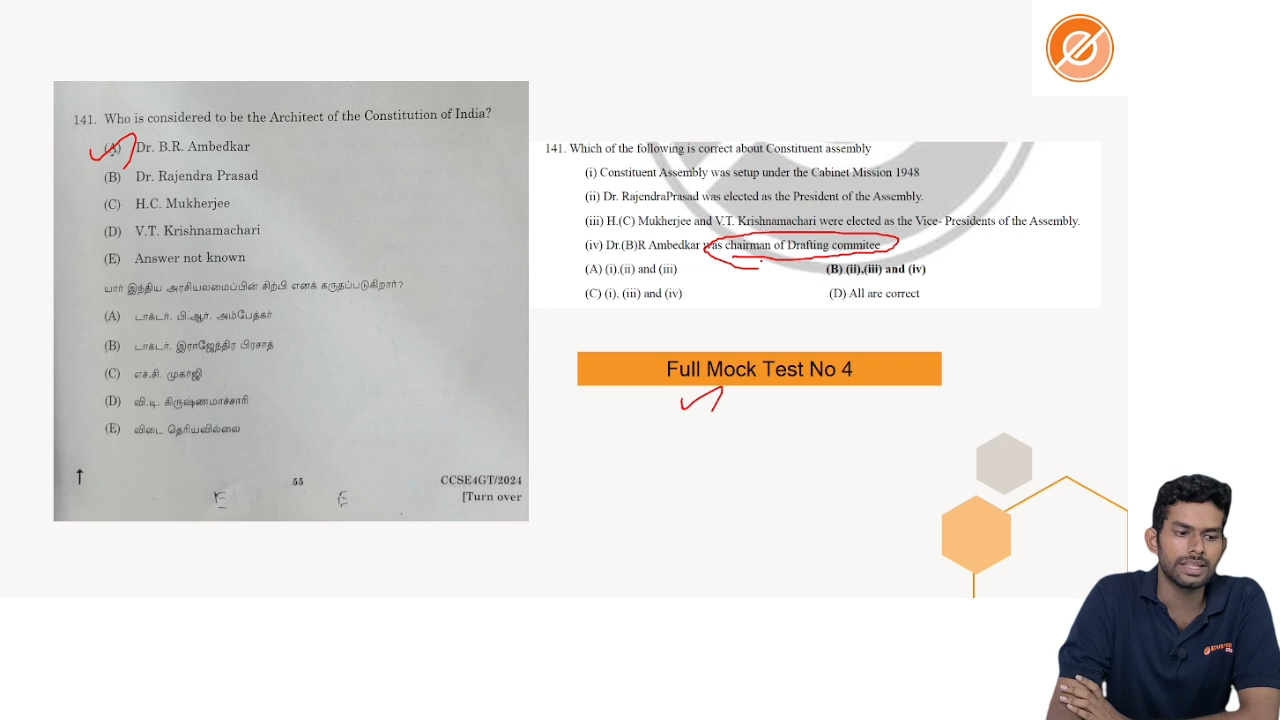 141. Who is considered to be the Architect of the Constitution of India?
(A) Dr. B.R. Ambedkar
(B) Dr. Rajendra Prasad
(C) H.C. Mukherjee
(D) V.T. Krishnamachari
(E) Answer not known
யார் இந்திய அரசியலமைப்பின் சிற்பி எனக் கருதப்படுகிறார்?
(A) டாக்டர். பி.ஆர். அம்பேத்கர்
(B) டாக்டர். இராஜேந்திர பிரசாத்
(C) எச்.சி. முகர்ஜி
(D) வி.டி. கிருஷ்ணமாச்சாரி
(E) விடை தெரியவில்லை
55
CCSE4GT/2024
[Turn over
E E
141. Which of the following is correct about Constituent assembly
(i) Constituent Assembly was setup under the Cabinet Mission 1948
(ii) Dr. RajendraPrasad was elected as the President of the Assembly.
(iii) H.(C) Mukherjee and V.T. Krishnamachari were elected as the Vice- Presidents of the Assembly.
(iv) Dr.(B)R Ambedkar was chairman of Drafting commitee
(A) (i),(ii) and (iii) (B) (ii),(iii) and (iv)
(C) (i), (iii) and (iv) (D) All are correct
Full Mock Test No 4